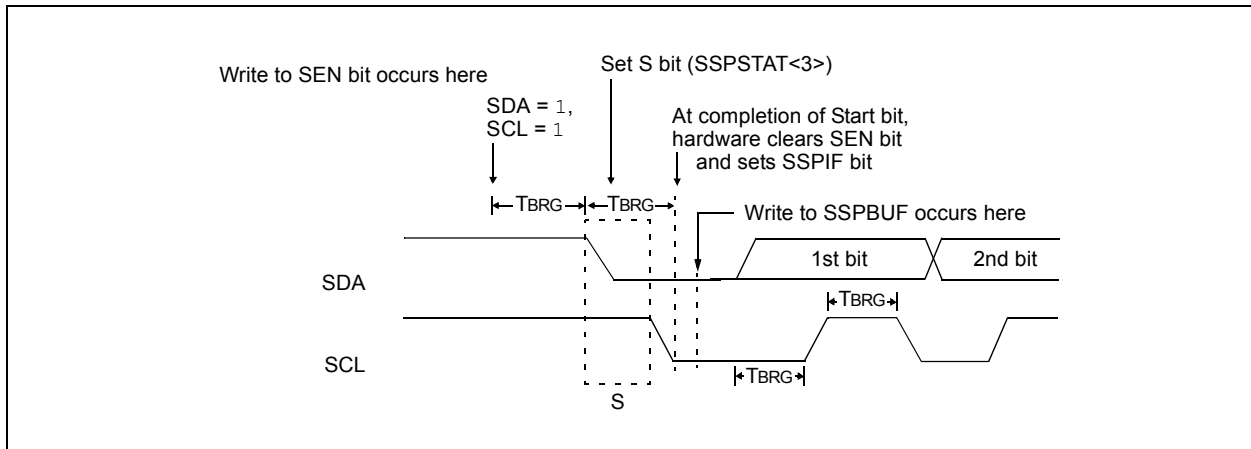 Write to SEN bit occurs here
Set S bit (SSPSTAT<3>)
SDA = 1,
SCL = 1
At completion of Start bit,
hardware clears SEN bit
and sets SSPIF bit
TBRG
TBRG
Write to SSPBUF occurs here
SDA
1st bit
2nd bit
TBRG
SCL
TBRG
S